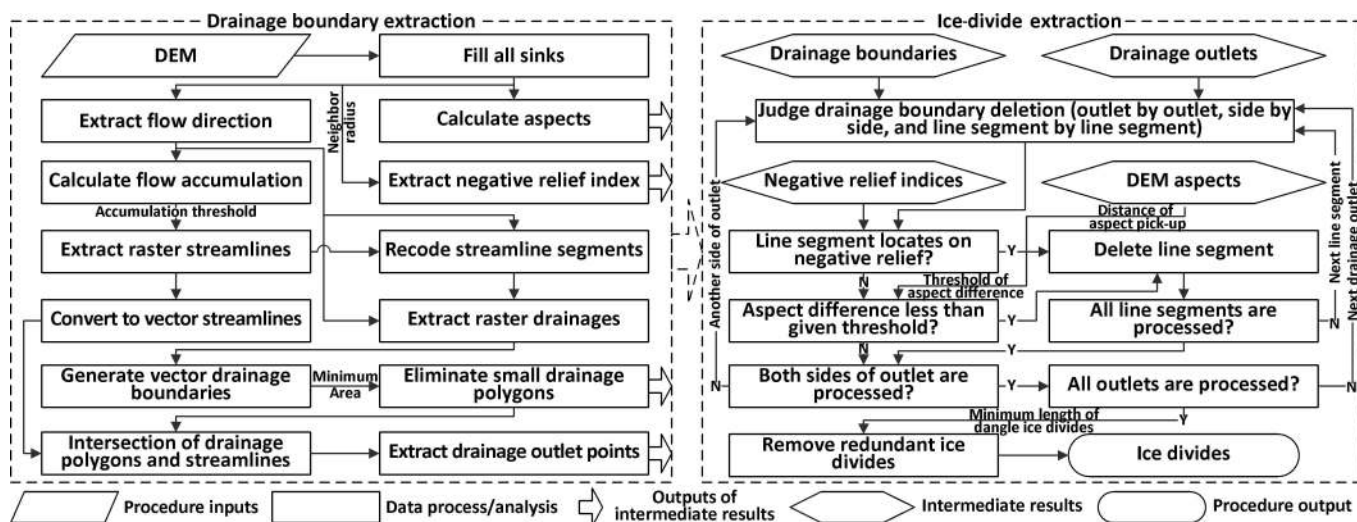 Drainage boundary extraction
DEM
Fill all sinks
Extract flow direction
Neighbor
radius
Calculate aspects
Calculate flow accumulation
Extract negative relief index
Accumulation threshold
Extract raster streamlines
Recode streamline segments
Convert to vector streamlines
Extract raster drainages
Generate vector drainage
boundaries
Minimum
Area
Eliminate small drainage
polygons
Intersection of drainage
polygons and streamlines
Extract drainage outlet points
Ice-divide extraction
Drainage boundaries
Drainage outlets
Judge drainage boundary deletion (outlet by outlet, side by
side, and line segment by line segment)
Negative relief indices
DEM aspects
Distance of
aspect pick-up
Line segment locates on
negative relief?
Y
Delete line segment
N
Threshold of
aspect difference
Aspect difference less than
given threshold?
Y
All line segments are
processed?
N
N
Y
Both sides of outlet are
processed?
N
Y
All outlets are processed?
N
Another side of outlet
Next line segment
Next drainage outlet
Minimum length of
dangle ice divides
Y
Remove redundant ice
divides
Ice divides
Procedure inputs
Data process/analysis
Outputs of
intermediate results
Intermediate results
Procedure output